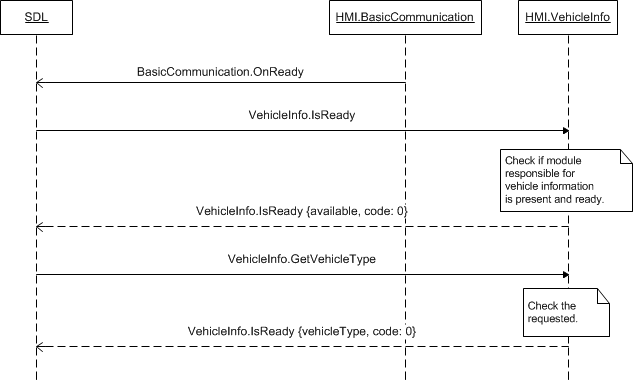 SDL
HMI.BasicCommunication
HMI.VehicleInfo
BasicCommunication.OnReady
VehicleInfo.IsReady
Check if module
responsible for
vehicle information
is present and ready.
VehicleInfo.IsReady {available, code: 0}
VehicleInfo.GetVehicleType
Check the
requested.
VehicleInfo.IsReady {vehicleType, code: 0}